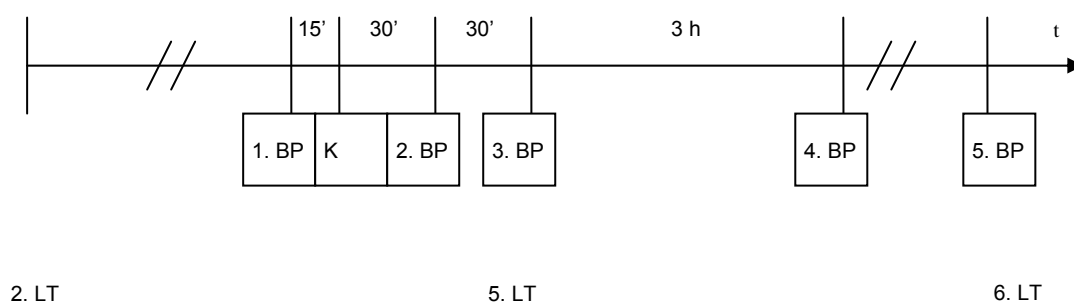 15’ 30’ 30’ 3 h t
1. BP K 2. BP 3. BP 4. BP 5. BP
2. LT 5. LT 6. LT